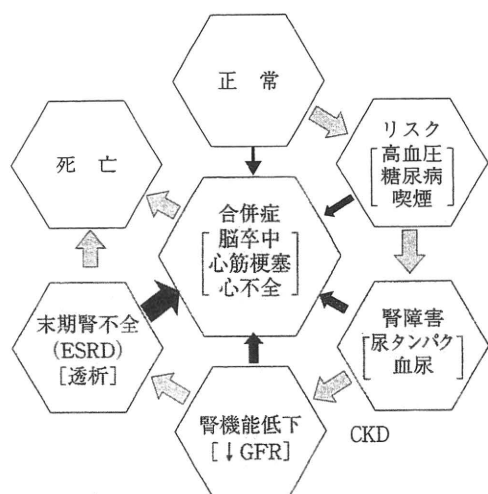 正 常
リスク
高血圧
糖尿病
喫煙
死 亡
合併症
脳卒中
心筋梗塞
心不全
末期腎不全
(ESRD)
[透析]
腎障害
尿タンパク
血尿
腎機能低下
[↓GFR]
CKD